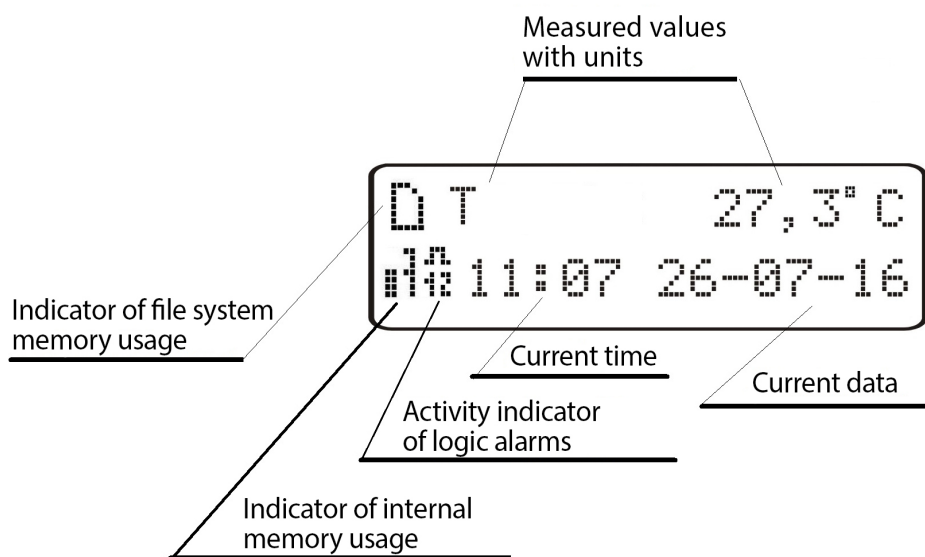 Measured values
with units
T 27,3°C
11:07 26-07-16
Indicator of file system
memory usage
Current time
Current data
Activity indicator
of logic alarms
Indicator of internal
memory usage